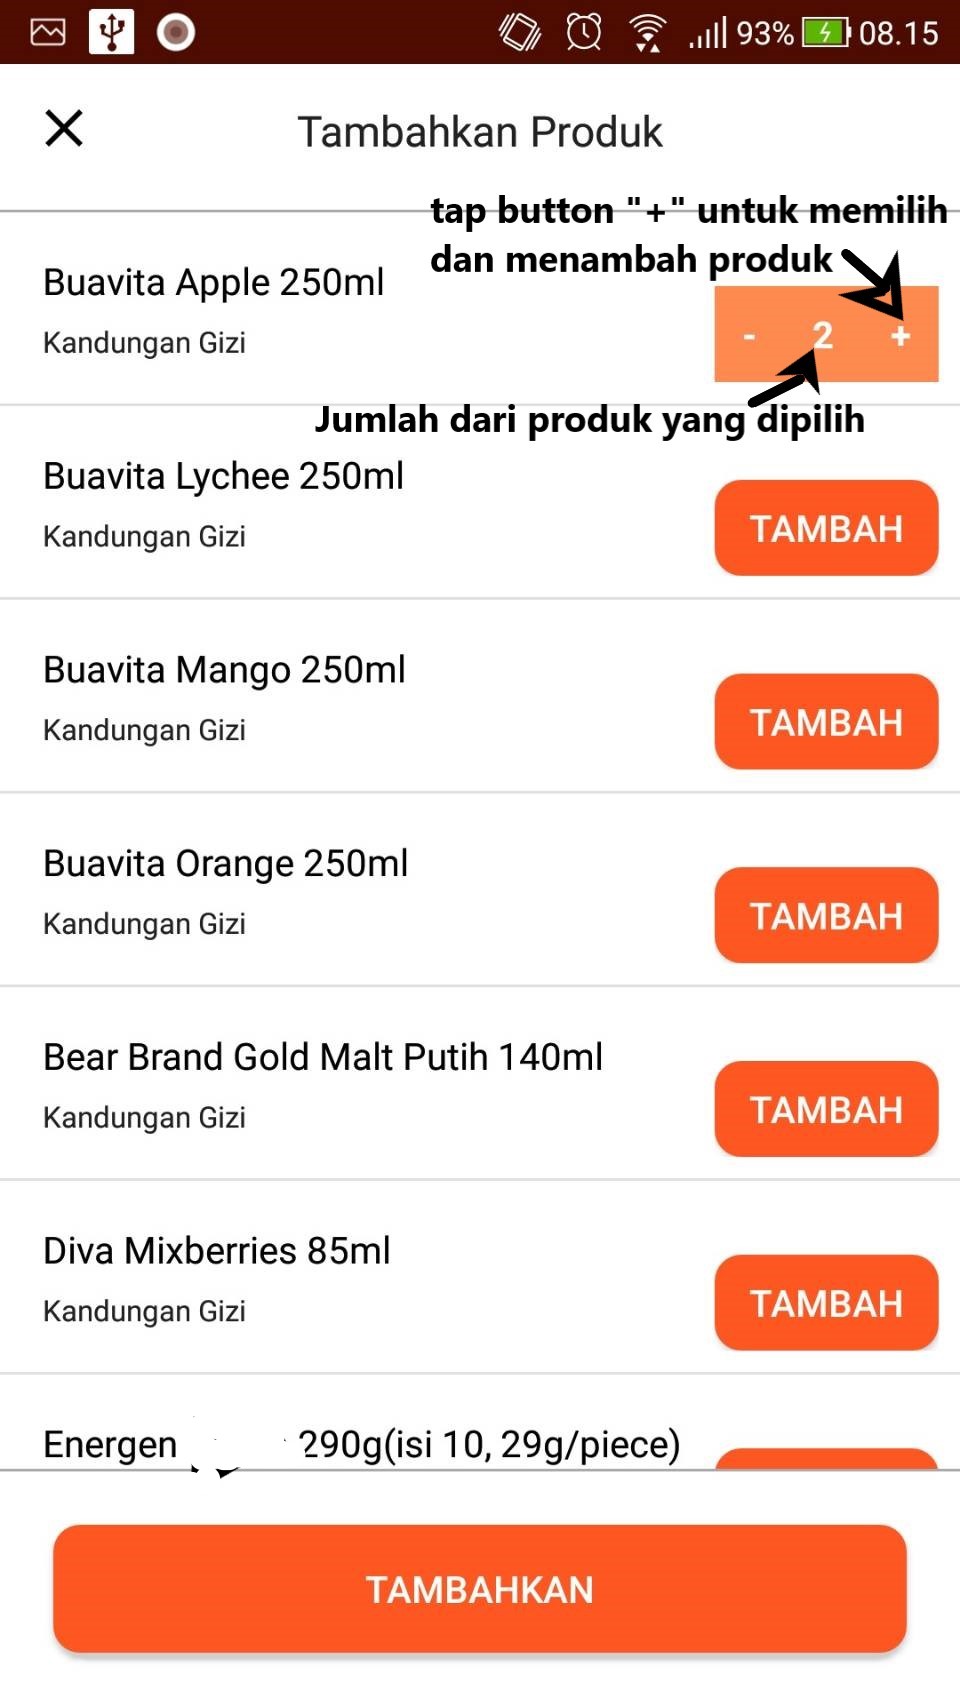 93% 08.15
Tambahkan Produk
tap button "+" untuk memilih
dan menambah produk
Buavita Apple 250ml
Kandungan Gizi
- 2 +
Jumlah dari produk yang dipilih
Buavita Lychee 250ml
Kandungan Gizi
TAMBAH
Buavita Mango 250ml
Kandungan Gizi
TAMBAH
Buavita Orange 250ml
Kandungan Gizi
TAMBAH
Bear Brand Gold Malt Putih 140ml
Kandungan Gizi
TAMBAH
Diva Mixberries 85ml
Kandungan Gizi
TAMBAH
Energen 290g(isi 10, 29g/piece)
TAMBAHKAN